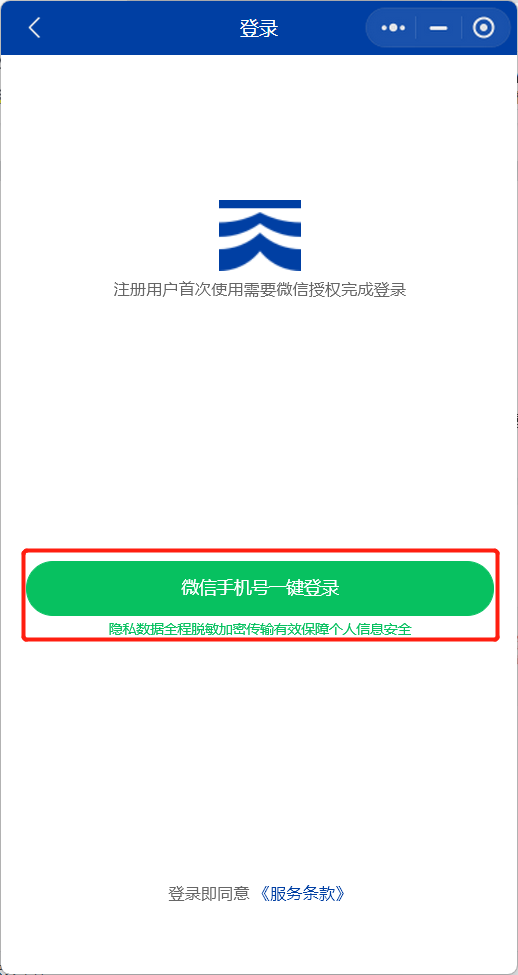 登录
注册用户首次使用需要微信授权完成登录
微信手机号一键登录
隐私数据全程脱敏加密传输有效保障个人信息安全
登录即同意 《服务条款》